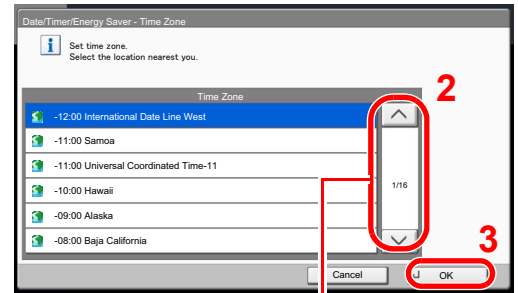 Date/Timer/Energy Saver - Time Zone
Set time zone.
Select the location nearest you.
2
Time Zone
-12:00 International Date Line West
-11:00 Samoa
-11:00 Universal Coordinated Time-11
1/16
-10:00 Hawaii
-09:00 Alaska
-08:00 Baja California
3
Cancel
OK